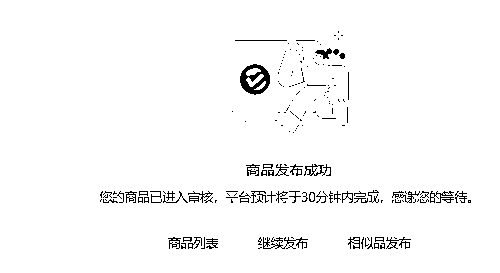 商品发布成功
您的商品已进入审核，平台预计将于30分钟内完成，感谢您的等待。
商品列表 继续发布 相似品发布